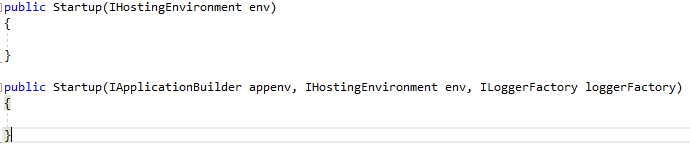 public Startup(IHostingEnvironment env)
{
}
public Startup(IApplicationBuilder appenv, IHostingEnvironment env, ILoggerFactory loggerFactory)
{
}